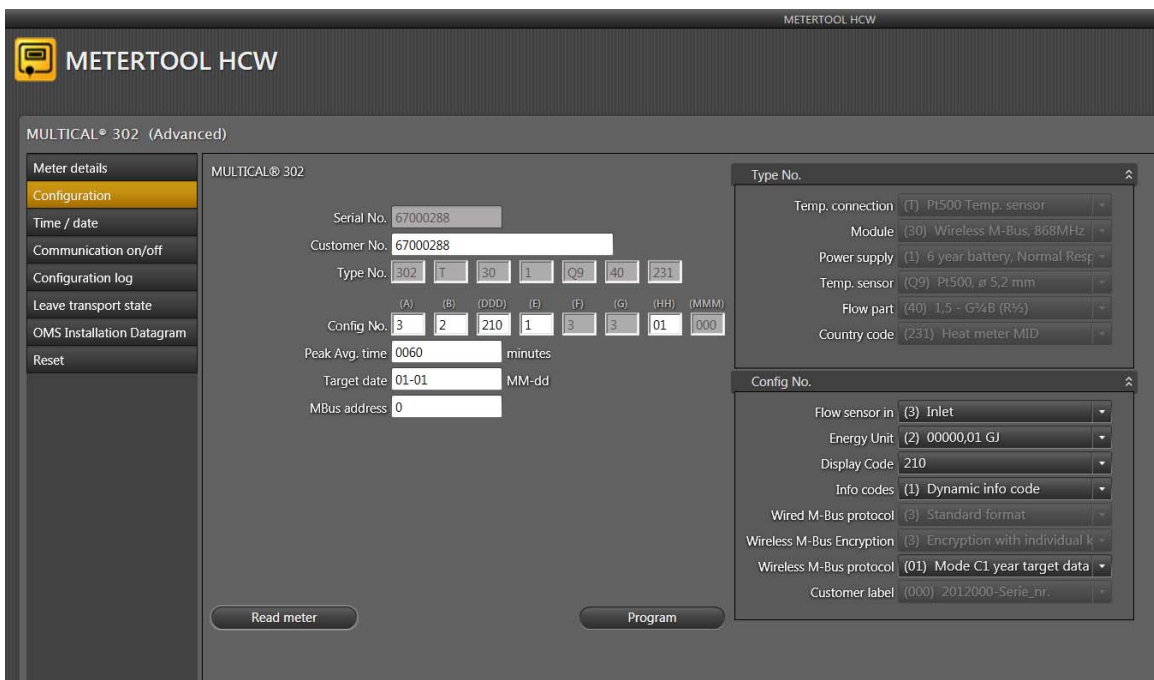 METERTOOL HCW
METERTOOL HCW
MULTICAL® 302 (Advanced)
Meter details
Configuration
Time / date
Communication on/off
Configuration log
Leave transport state
OMS Installation Datagram
Reset
MULTICAL® 302
Serial No. 67000288
Customer No. 67000288
Type No. 302 T 30 1 Q9 40 231
(A) (B) (DDD) (E) (F) (G) (HH) (MMM)
Config No. 3 2 210 1 3 3 01 000
Peak Avg. time 0060 minutes
Target date 01-01 MM-dd
MBus address 0
Read meter
Program
Type No.
Temp. connection (T) Pt500 Temp. sensor
Module (30) Wireless M-Bus, 868MHz
Power supply (1) 6 year battery, Normal Resp
Temp. sensor (Q9) Pt500, ø 5,2 mm
Flow part (40) 1,5 - G¾B (R½)
Country code (231) Heat meter MID
Config No.
Flow sensor in (3) Inlet
Energy Unit (2) 00000,01 GJ
Display Code 210
Info codes (1) Dynamic info code
Wired M-Bus protocol (3) Standard format
Wireless M-Bus Encryption (3) Encryption with individual k
Wireless M-Bus protocol (01) Mode C1 year target data
Customer label (000) 2012000-Serie_nr.